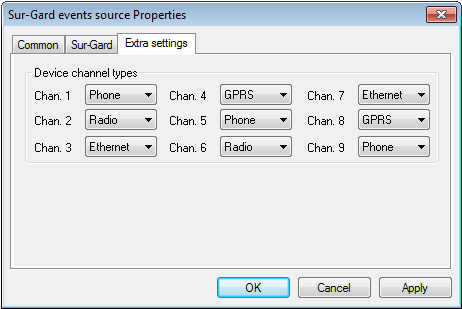 Sur-Gard events source Properties
Common Sur-Gard Extra settings
Device channel types
Chan. 1 Phone Chan. 4 GPRS Chan. 7 Ethernet
Chan. 2 Radio Chan. 5 Phone Chan. 8 GPRS
Chan. 3 Ethernet Chan. 6 Radio Chan. 9 Phone
OK Cancel Apply